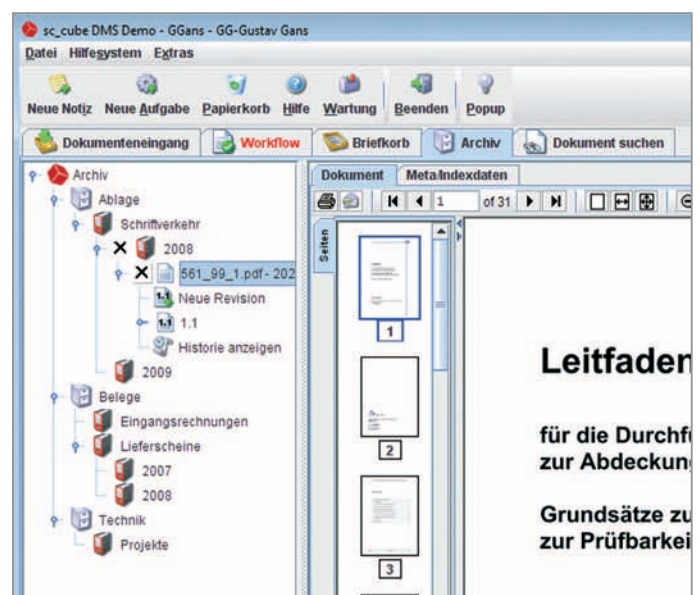 sc_cube DMS Demo - GGans - GG-Gustav Gans
Datei Hilfesystem Extras
Neue Notiz Neue Aufgabe Papierkorb Hilfe Wartung Beenden Popup
Dokumenteneingang Workflow Briefkorb Archiv Dokument suchen
Archiv
Ablage
Schriftverkehr
2008
561_99_1.pdf - 202
Neue Revision
1.1
Historie anzeigen
2009
Belege
Eingangsrechnungen
Lieferscheine
2007
2008
Technik
Projekte
Dokument Meta/Indexdaten
1 of 31
Seiten
1
2
3
Leitfaden
für die Durchf
zur Abdeckun
Grundsätze zu
zur Prüfbarkei